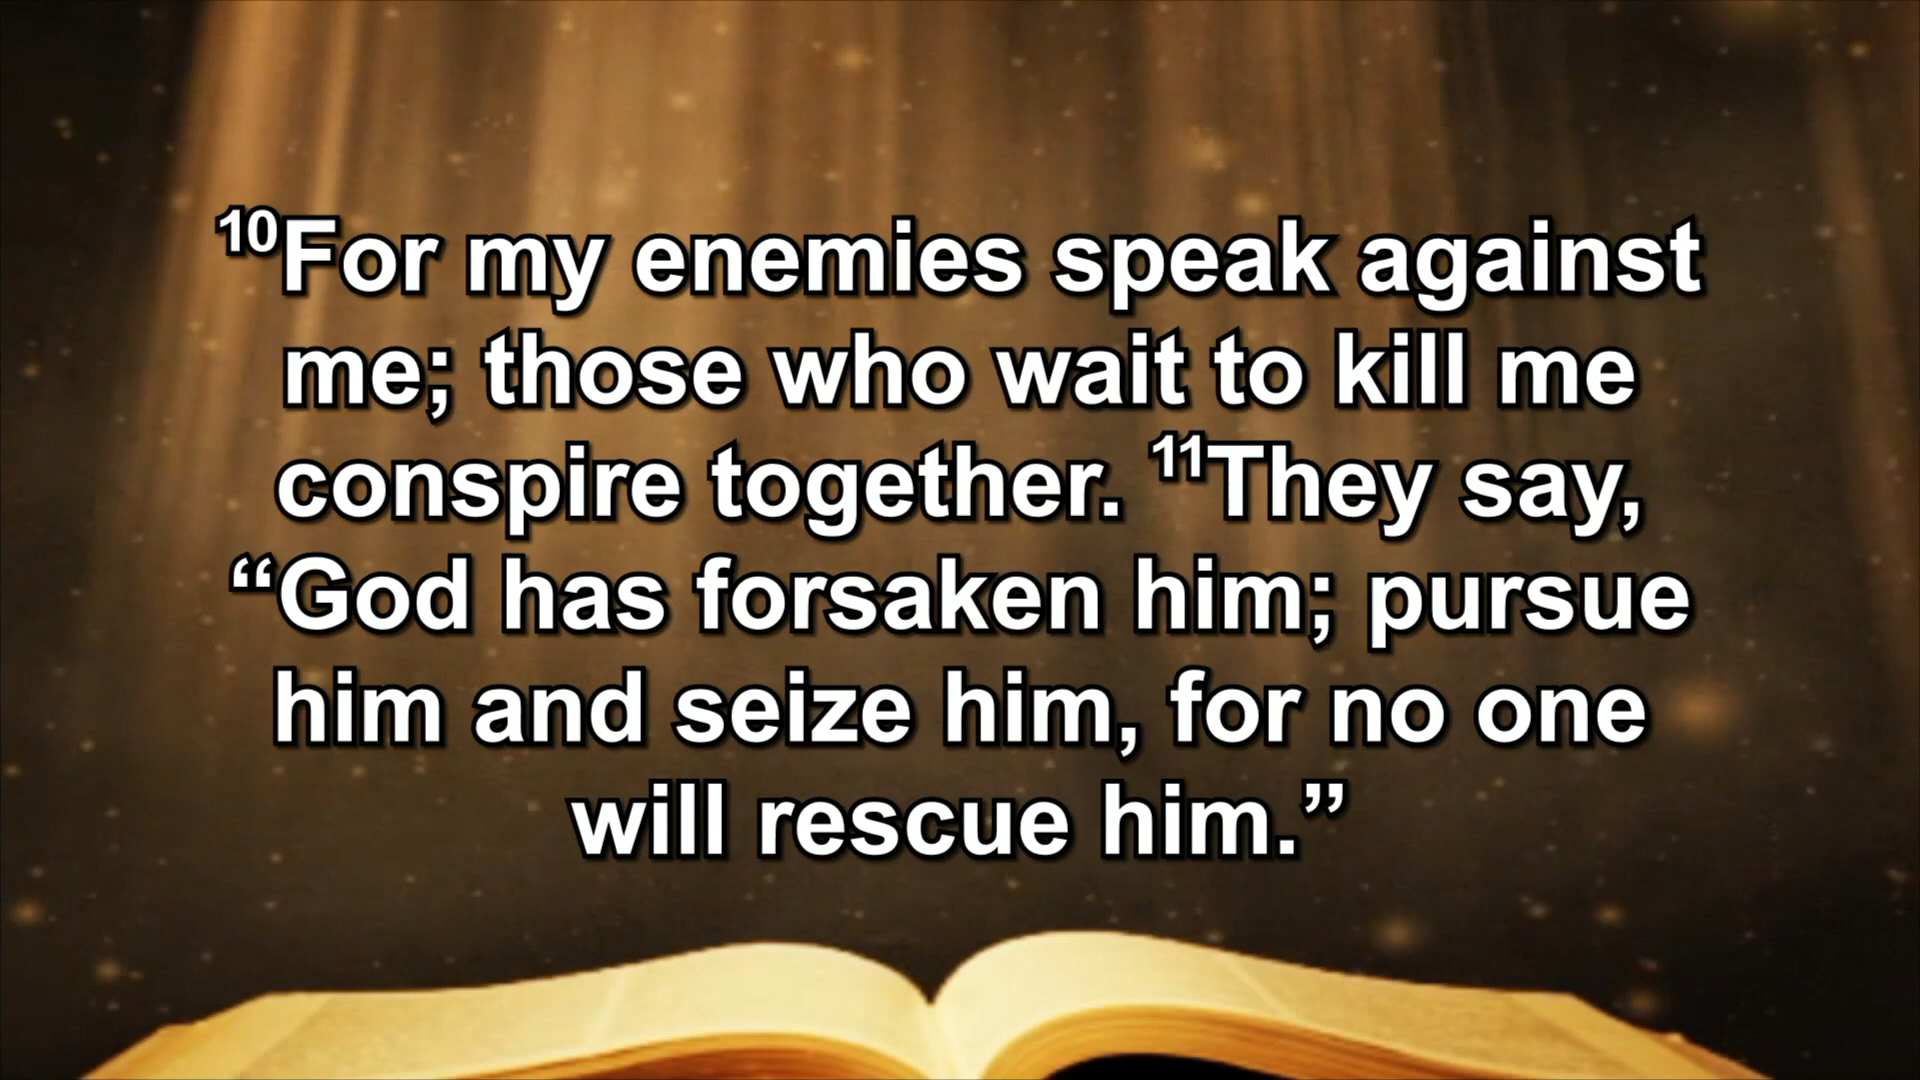 ¹⁰For my enemies speak against
me; those who wait to kill me
conspire together. ¹¹They say,
“God has forsaken him; pursue
him and seize him, for no one
will rescue him.”